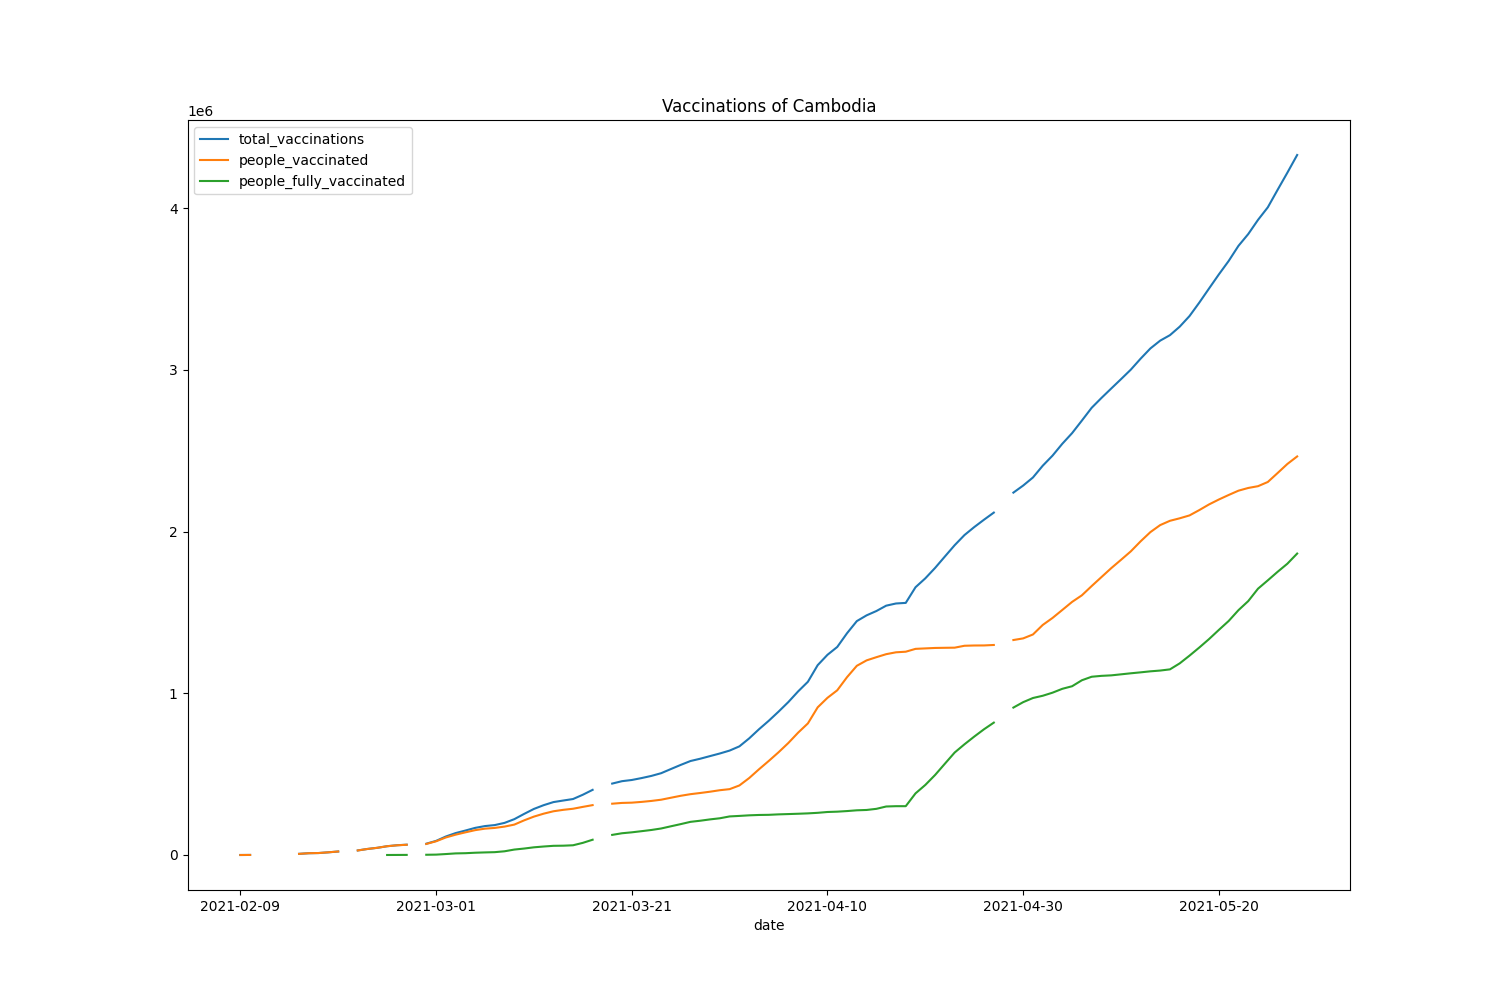 Vaccinations of Cambodia
1e6
total_vaccinations
people_vaccinated
people_fully_vaccinated
4
3
2
1
0
2021-02-09 2021-03-01 2021-03-21 2021-04-10 2021-04-30 2021-05-20
date